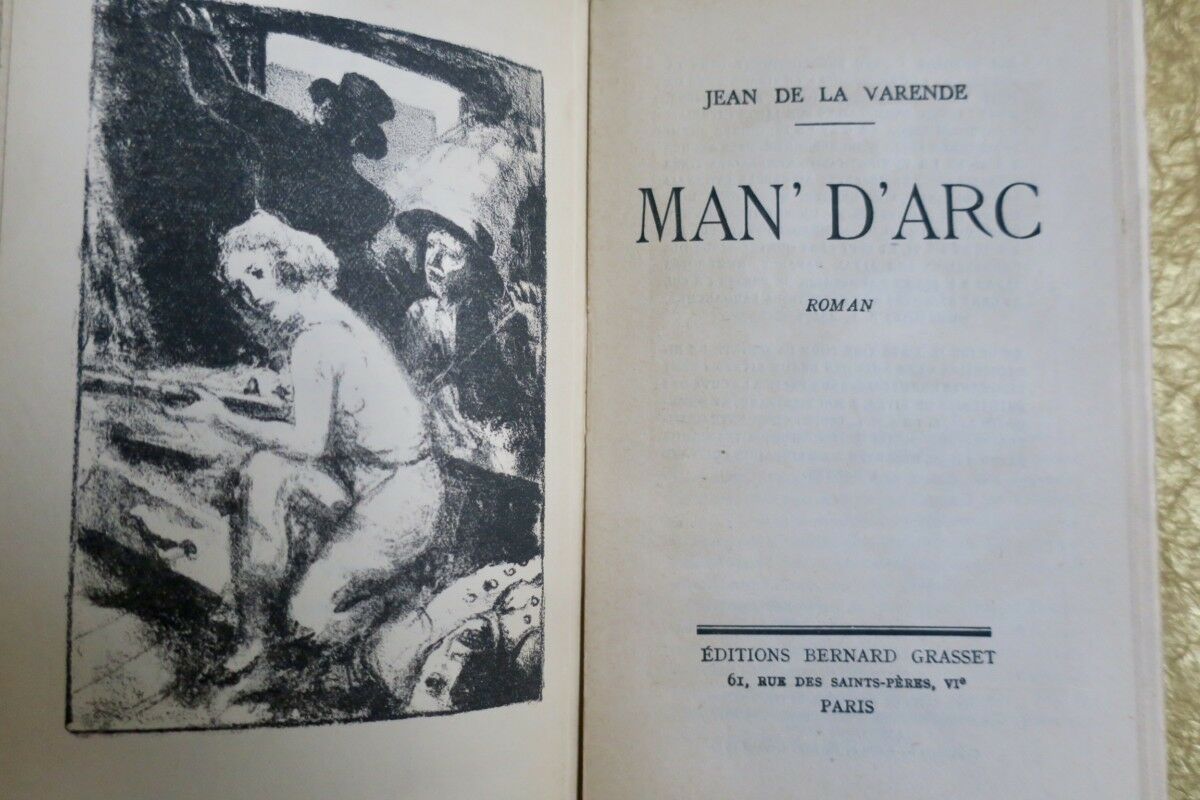 JEAN DE LA VARENDE
MAN' D'ARC
ROMAN
ÉDITIONS BERNARD GRASSET
61, RUE DES SAINTS-PÈRES, VIᵉ
PARIS